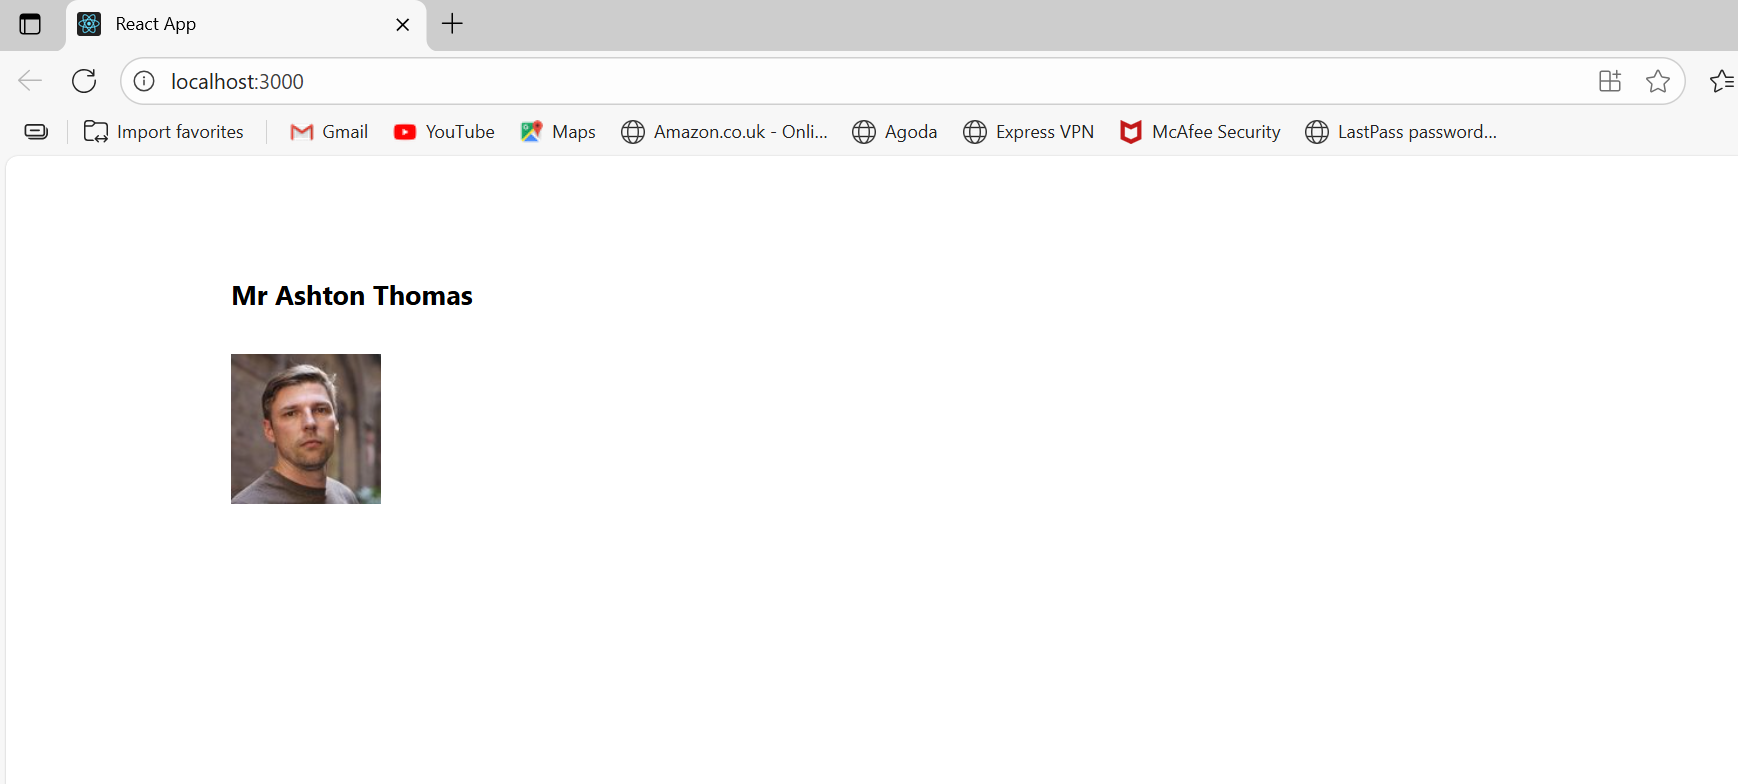 React App
localhost:3000
Import favorites Gmail YouTube Maps Amazon.co.uk - Onli... Agoda Express VPN McAfee Security LastPass password...
Mr Ashton Thomas